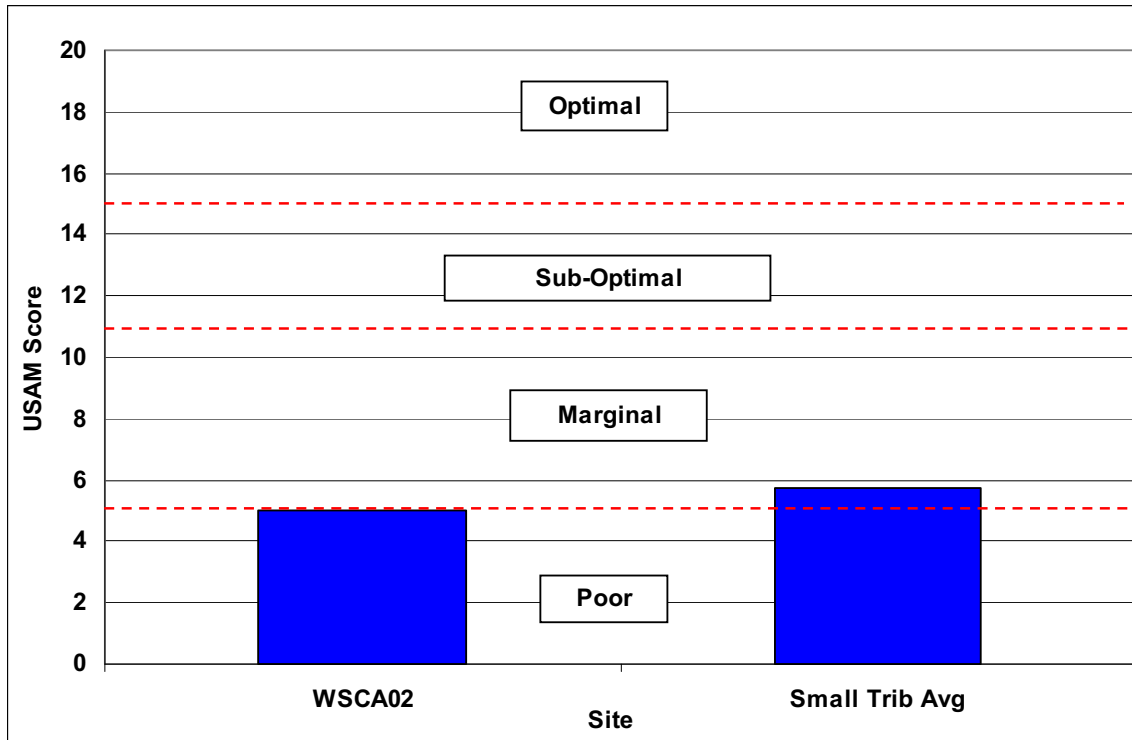 USAM Score
20
18
16
14
12
10
8
6
4
2
0
Optimal
Sub-Optimal
Marginal
Poor
WSCA02
Small Trib Avg
Site